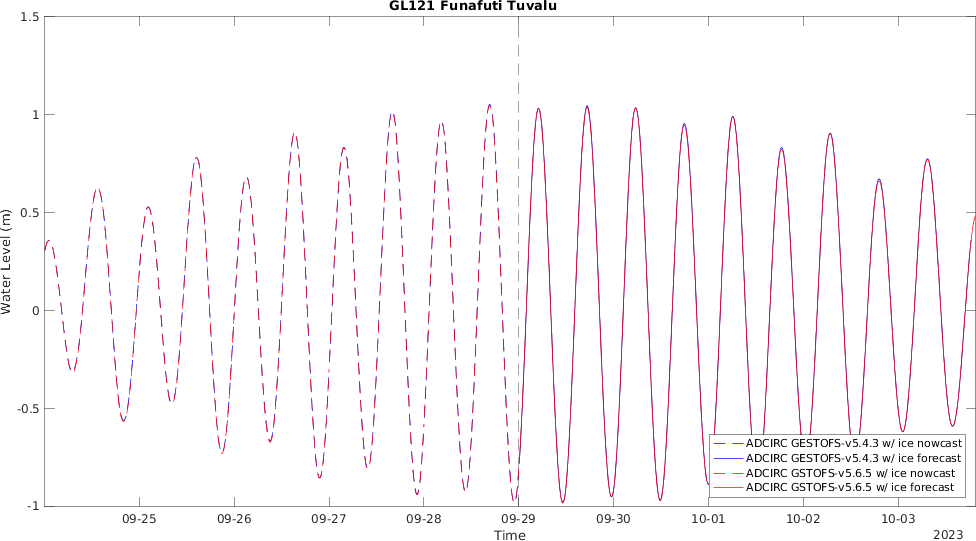 GL121 Funafuti Tuvalu
Water Level (m)
1.5
1
0.5
0
-0.5
-1
ADCIRC GESTOFS-v5.4.3 w/ ice nowcast
ADCIRC GESTOFS-v5.4.3 w/ ice forecast
ADCIRC GSTOFS-v5.6.5 w/ ice nowcast
ADCIRC GSTOFS-v5.6.5 w/ ice forecast
09-25 09-26 09-27 09-28 09-29 09-30 10-01 10-02 10-03
Time
2023